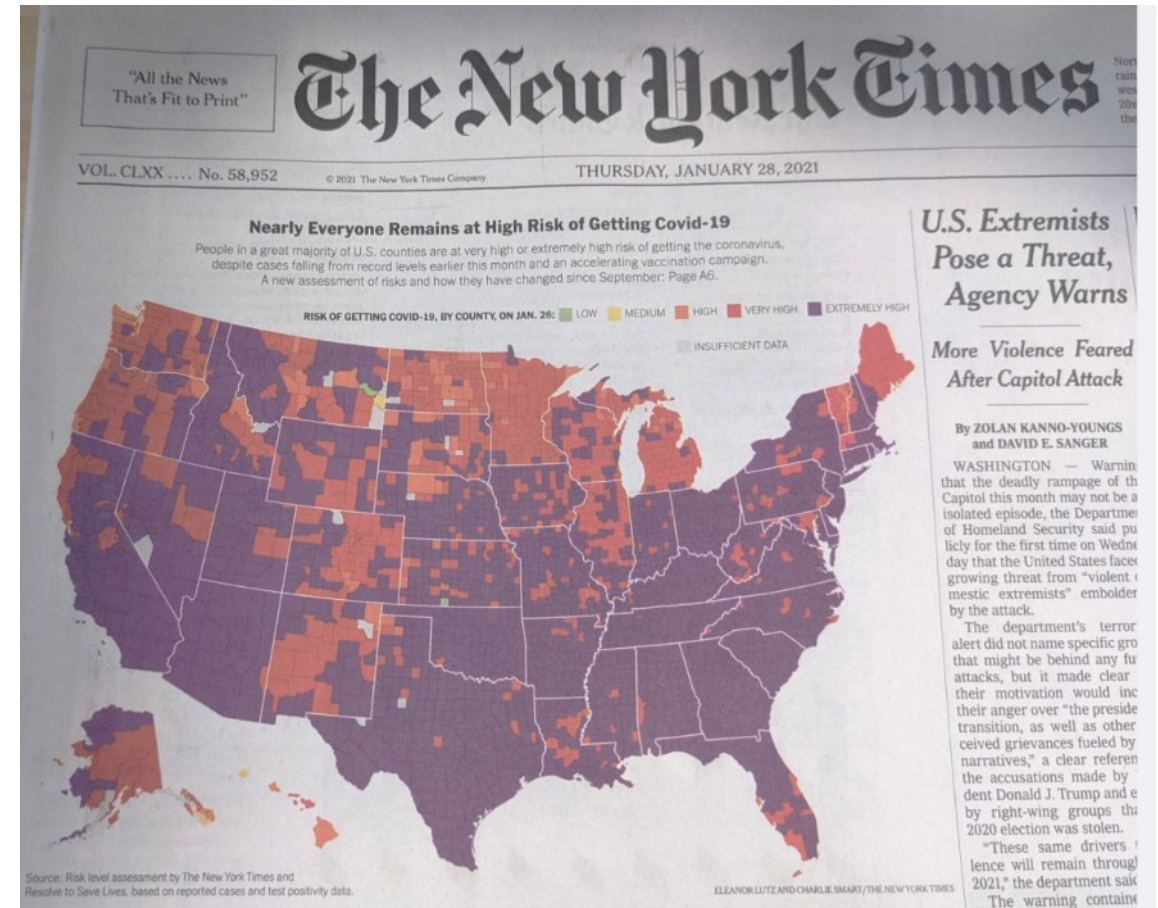 "All the News
That's Fit to Print"
The New York Times
VOL. CLXX .... No. 58,952
© 2021 The New York Times Company
THURSDAY, JANUARY 28, 2021
Nearly Everyone Remains at High Risk of Getting Covid-19
People in a great majority of U.S. counties are at very high or extremely high risk of getting the coronavirus,
despite cases falling from record levels earlier this month and an accelerating vaccination campaign.
A new assessment of risks and how they have changed since September: Page A6.
RISK OF GETTING COVID-19, BY COUNTY, ON JAN. 26: LOW MEDIUM HIGH VERY HIGH EXTREMELY HIGH
INSUFFICIENT DATA
Source: Risk level assessment by The New York Times and
Resolve to Save Lives, based on reported cases and test positivity data.
ELEANOR LUTZ AND CHARLIE SMART/THE NEW YORK TIMES
U.S. Extremists
Pose a Threat,
Agency Warns
More Violence Feared
After Capitol Attack
By ZOLAN KANNO-YOUNGS
and DAVID E. SANGER
WASHINGTON — Warnin
that the deadly rampage of th
Capitol this month may not be a
isolated episode, the Departme
of Homeland Security said pu
licly for the first time on Wedne
day that the United States face
growing threat from "violent
mestic extremists" embolder
by the attack.
The department's terror
alert did not name specific gro
that might be behind any fu
attacks, but it made clear
their motivation would inc
their anger over "the preside
transition, as well as other
ceived grievances fueled by
narratives," a clear referen
the accusations made by
dent Donald J. Trump and e
by right-wing groups tha
2020 election was stolen.
"These same drivers
lence will remain throug
2021," the department said
The warning containe